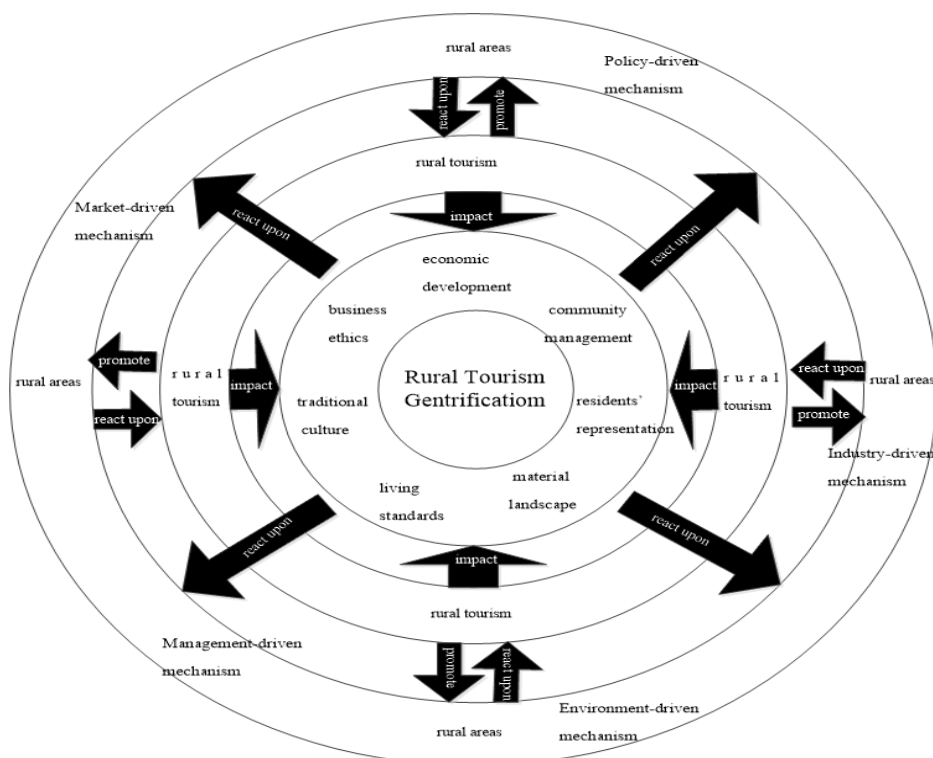 rural areas
Policy-driven
mechanism
react upon
promote
rural tourism
Market-driven
mechanism
react upon
impact
react upon
economic
development
business
ethics
community
management
promote
rural areas
react upon
r u r a l
tourism
impact
Rural Tourism
Gentrificatiom
traditional
culture
residents’
representation
impact
r u r a l
tourism
react upon
rural areas
promote
Industry-driven
mechanism
living
standards
material
landscape
react upon
react upon
impact
rural tourism
Management-driven
mechanism
promote
react upon
Environment-driven
mechanism
rural areas